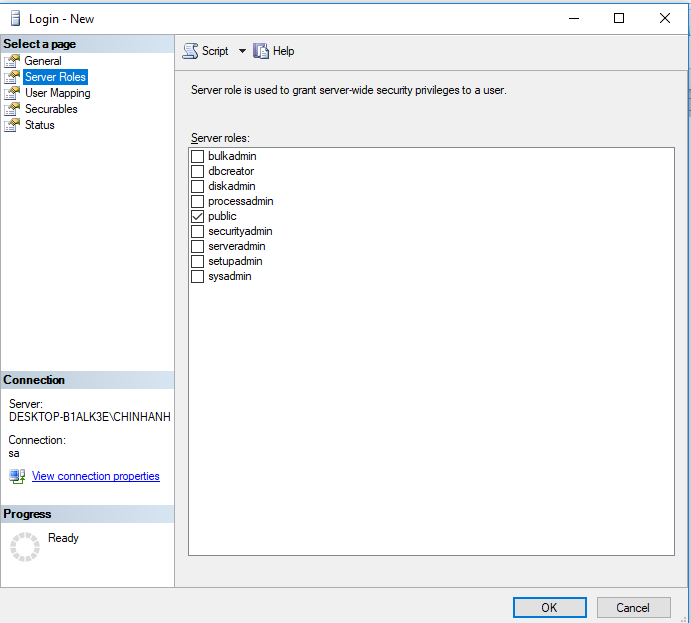 Login - New
Select a page
General
Server Roles
User Mapping
Securables
Status
Script
Help
Server role is used to grant server-wide security privileges to a user.
Server roles:
bulkadmin
dbcreator
diskadmin
processadmin
public
securityadmin
serveradmin
setupadmin
sysadmin
Connection
Server:
DESKTOP-B1ALK3E\CHINHANH
Connection:
sa
View connection properties
Progress
Ready
OK
Cancel